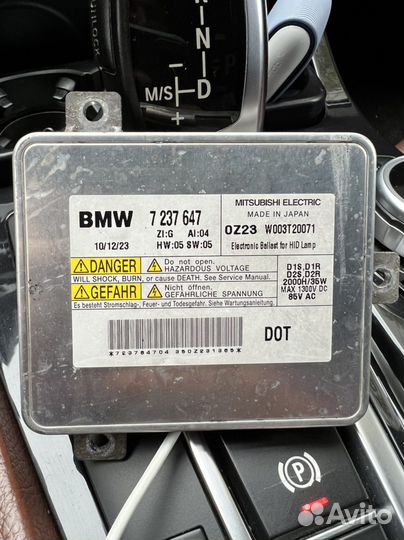 LOCK
N
N
M/S
D
+
P
BMW 7 237 647
ZI:G AI:04
10/12/23 HW:05 SW:05
MITSUBISHI ELECTRIC
MADE IN JAPAN
0Z23 W003T20071
Electronic Ballast for HID Lamp
DANGER Do not open.
HAZARDOUS VOLTAGE
WILL SHOCK, BURN, or cause DEATH. See Service Manual.
GEFAHR Nicht öffnen.
GEFÄHRLICHE SPANNUNG
Es besteht Stromschlag-, Feuer- und Todesgefahr. Siehe Betriebsanleitung.
D1S,D1R
D2S,D2R
2000H/35W
MAX 1300V DC
85V AC
DOT
P
Avito